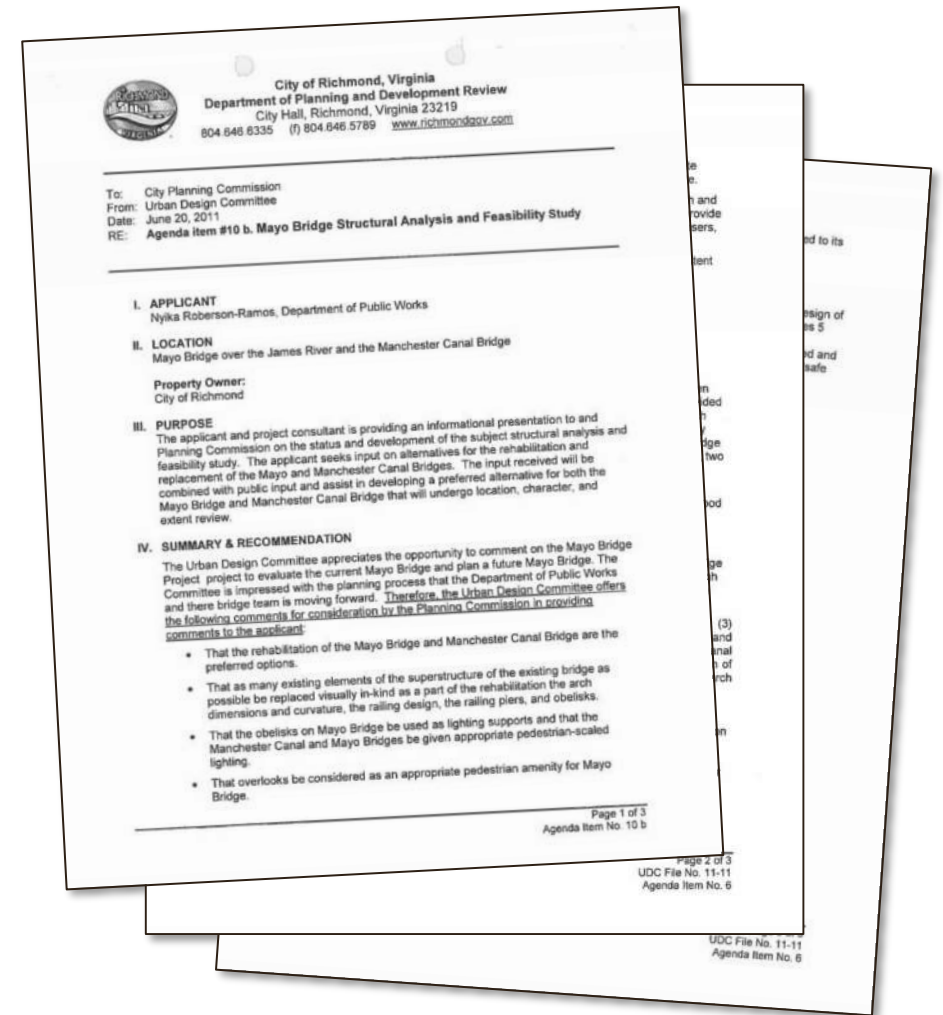 City of Richmond, Virginia
Department of Planning and Development Review
City Hall, Richmond, Virginia 23219
804.646.6335 (f) 804.646.5789 www.richmondgov.com
To: City Planning Commission
From: Urban Design Committee
Date: June 20, 2011
RE: Agenda item #10 b. Mayo Bridge Structural Analysis and Feasibility Study
I. APPLICANT
Nyika Roberson-Ramos, Department of Public Works
II. LOCATION
Mayo Bridge over the James River and the Manchester Canal Bridge
Property Owner:
City of Richmond
III. PURPOSE
The applicant and project consultant is providing an informational presentation to and
Planning Commission on the status and development of the subject structural analysis and
feasibility study. The applicant seeks input on alternatives for the rehabilitation and
replacement of the Mayo and Manchester Canal Bridges. The input received will be
combined with public input and assist in developing a preferred alternative for both the
Mayo Bridge and Manchester Canal Bridge that will undergo location, character, and
extent review.
IV. SUMMARY & RECOMMENDATION
The Urban Design Committee appreciates the opportunity to comment on the Mayo Bridge
Project project to evaluate the current Mayo Bridge and plan a future Mayo Bridge. The
Committee is impressed with the planning process that the Department of Public Works
and there bridge team is moving forward. Therefore, the Urban Design Committee offers
the following comments for consideration by the Planning Commission in providing
comments to the applicant:
• That the rehabilitation of the Mayo Bridge and Manchester Canal Bridge are the
preferred options.
• That as many existing elements of the superstructure of the existing bridge as
possible be replaced visually in-kind as a part of the rehabilitation the arch
dimensions and curvature, the railing design, the railing piers, and obelisks.
• That the obelisks on Mayo Bridge be used as lighting supports and that the
Manchester Canal and Mayo Bridges be given appropriate pedestrian-scaled
lighting.
• That overlooks be considered as an appropriate pedestrian amenity for Mayo
Bridge.
Page 1 of 3
Agenda Item No. 10 b
and
(3)
and
of
two
Page 2 of 3
UDC File No. 11-11
Agenda Item No. 6
to its
of
5
and
safe
UDC File No. 11-11
Agenda Item No. 6